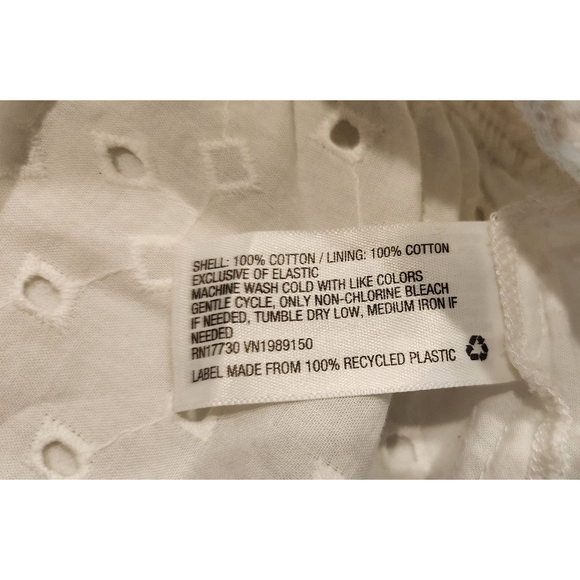 SHELL: 100% COTTON / LINING: 100% COTTON
EXCLUSIVE OF ELASTIC
MACHINE WASH COLD WITH LIKE COLORS
GENTLE CYCLE, ONLY NON-CHLORINE BLEACH
IF NEEDED, TUMBLE DRY LOW, MEDIUM IRON IF
NEEDED
RN17730 VN1989150
LABEL MADE FROM 100% RECYCLED PLASTIC